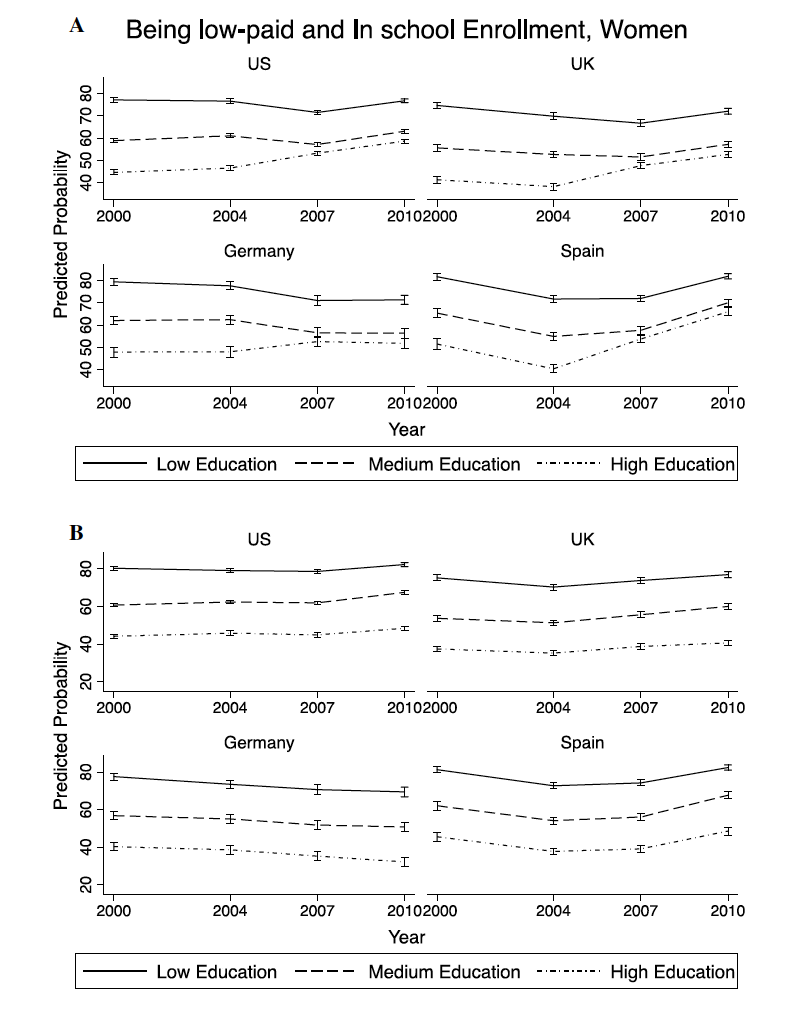 A Being low-paid and In school Enrollment, Women
US UK
Predicted Probability
40 50 60 70 80
2000 2004 2007 2010 2000 2004 2007 2010
Germany Spain
40 50 60 70 80
2000 2004 2007 2010 2000 2004 2007 2010
Year
Low Education Medium Education High Education
B
US UK
Predicted Probability
20 40 60 80
2000 2004 2007 2010 2000 2004 2007 2010
Germany Spain
20 40 60 80
2000 2004 2007 2010 2000 2004 2007 2010
Year
Low Education Medium Education High Education